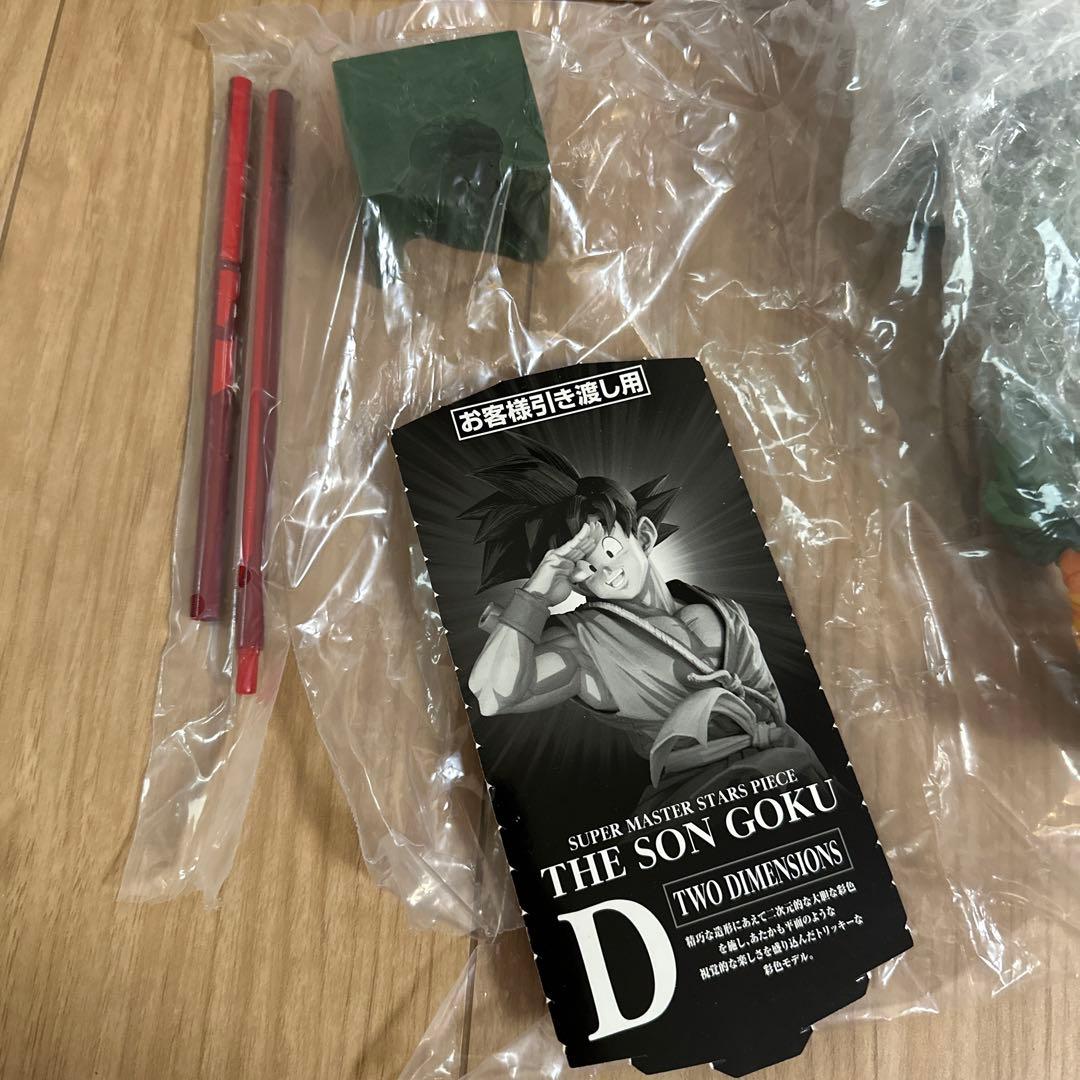 お客様引き渡し用
SUPER MASTER STARS PIECE
THE SON GOKU
TWO DIMENSIONS
D
精巧な造形にあえて二次元的な大胆な彩色
を施し、あたかも平面のような
視覚的な楽しさを盛り込んだトリッキーな
彩色モデル。